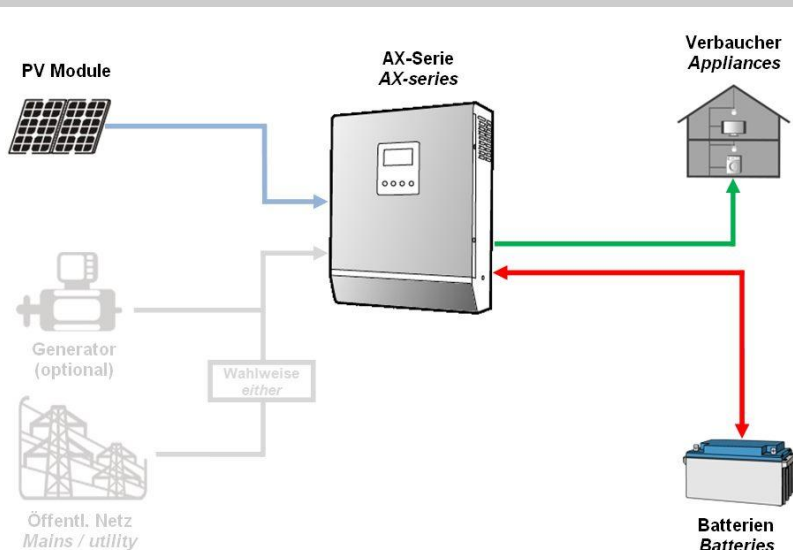 PV Module
AX-Serie
AX-series
Verbaucher
Appliances
Generator
(optional)
Wahlweise
either
Öffentl. Netz
Mains / utility
Batterien
Batteries